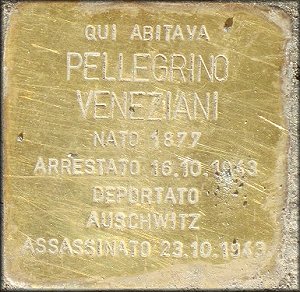 QUI ABITAVA
PELLEGRINO
VENEZIANI
NATO 1877
ARRESTATO 16.10.1943
DEPORTATO
AUSCHWITZ
ASSASSINATO 23.10.1943